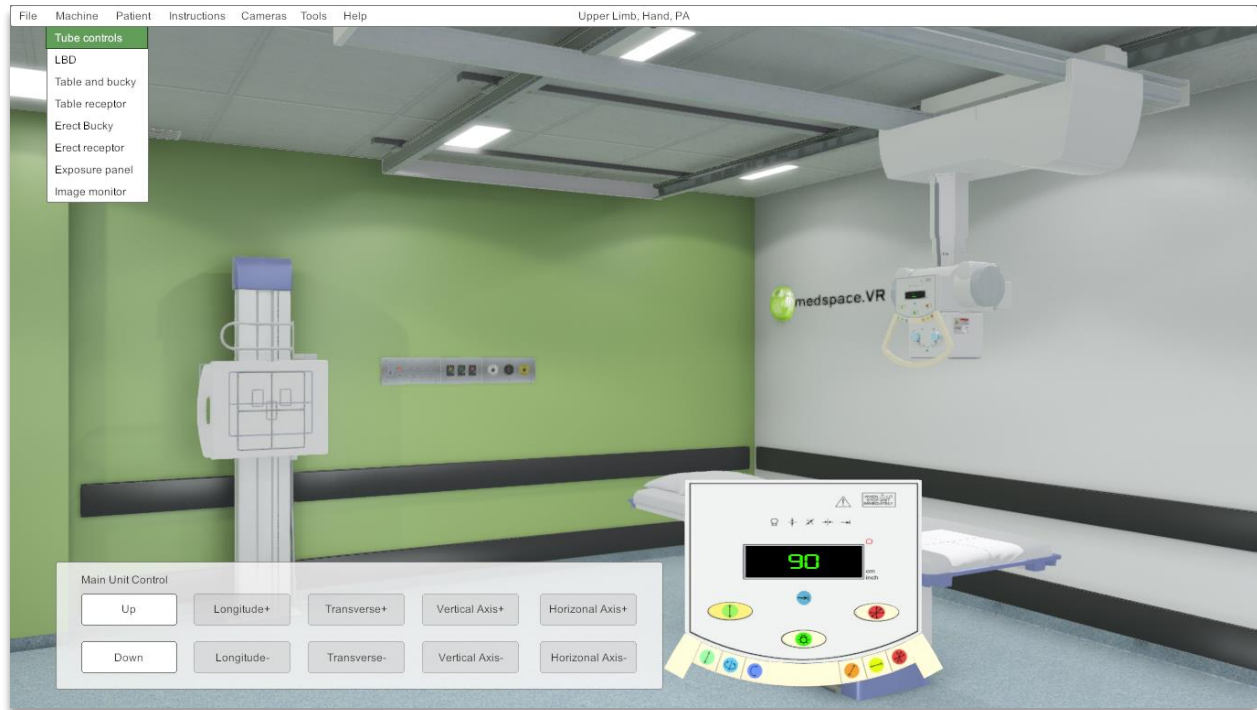 File Machine Patient Instructions Cameras Tools Help Upper Limb, Hand, PA
Tube controls
LBD
Table and bucky
Table receptor
Erect Bucky
Erect receptor
Exposure panel
Image monitor
medspace.VR
90
cm
inch
Main Unit Control
Up Longitude+ Transverse+ Vertical Axis+ Horizonal Axis+
Down Longitude- Transverse- Vertical Axis- Horizonal Axis-